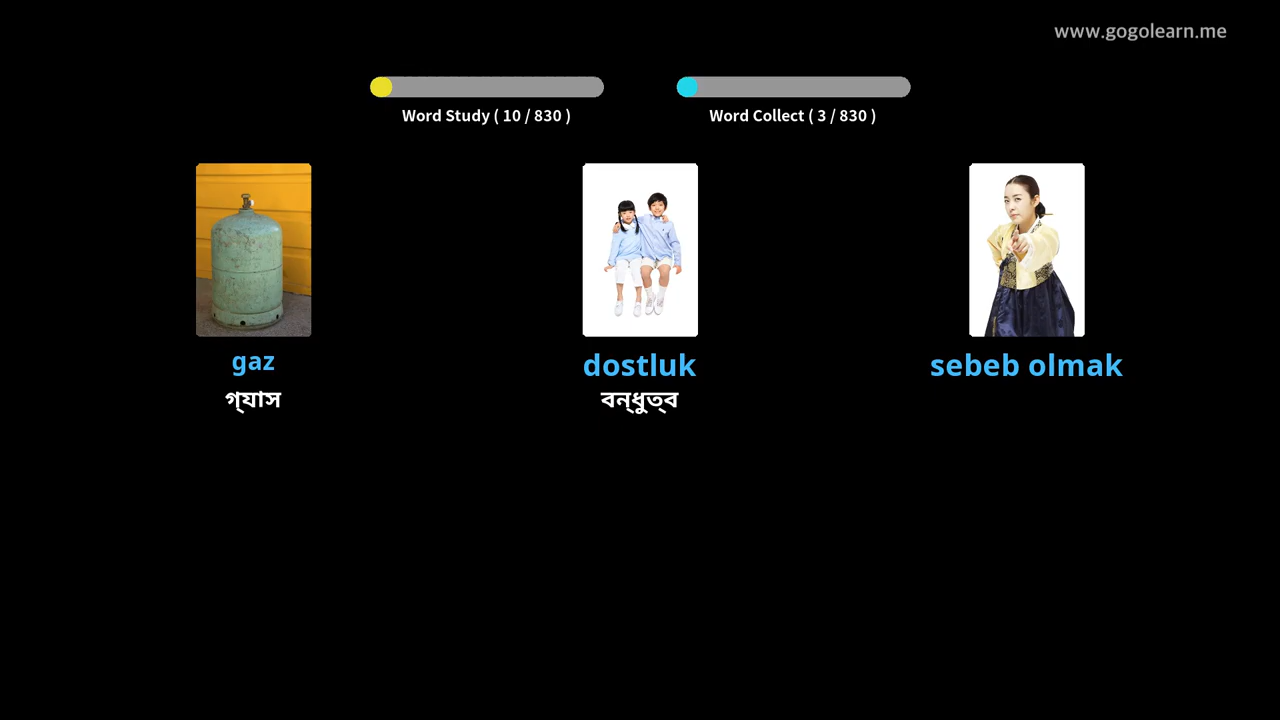 www.gogolearn.me
Word Study ( 10 / 830 )
Word Collect ( 3 / 830 )
gaz
dostluk
sebeb olmak
গ্যাস
বন্ধুত্ব